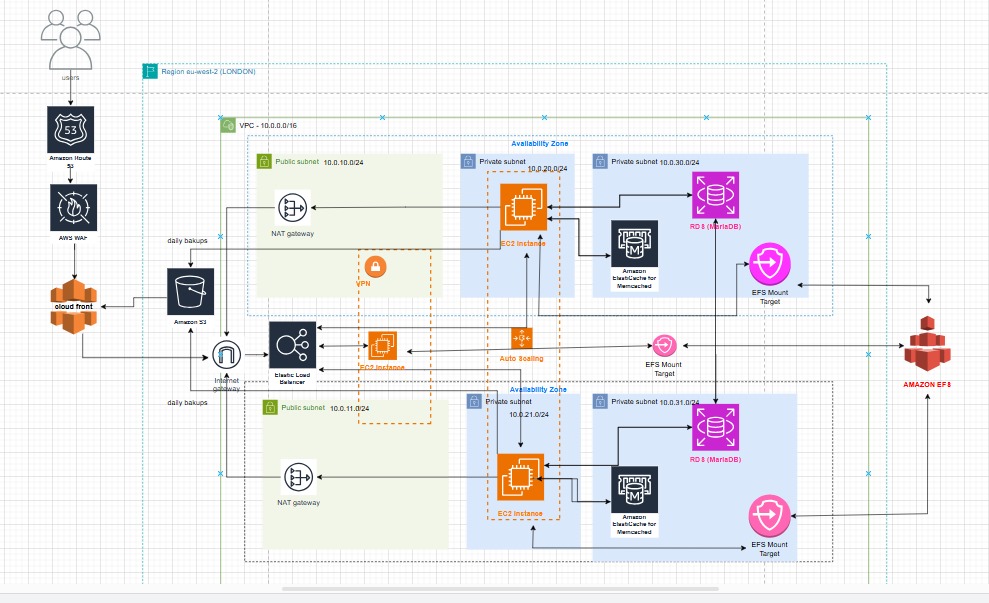 users
Region eu-west-2 (LONDON)
VPC - 10.0.0.0/16
53
Amazon Route
53
Availability Zone
Public subnet 10.0.10.0/24
Private subnet
10.0.20.0/24
Private subnet 10.0.30.0/24
AWS WAF
NAT gateway
EC2 Instance
RDS (MariaDB)
M
Amazon
ElastiCache for
Memcached
EFS Mount
Target
daily bakups
VPN
cloud front
Amazon S3
Internet
gateway
Elastic Load
Balancer
EC2 Instance
Auto Scaling
EFS Mount
Target
AMAZON EFS
daily bakups
Availability Zone
Public subnet 10.0.11.0/24
Private subnet
10.0.21.0/24
Private subnet 10.0.31.0/24
RDS (MariaDB)
NAT gateway
EC2 Instance
M
Amazon
ElastiCache for
Memcached
EFS Mount
Target